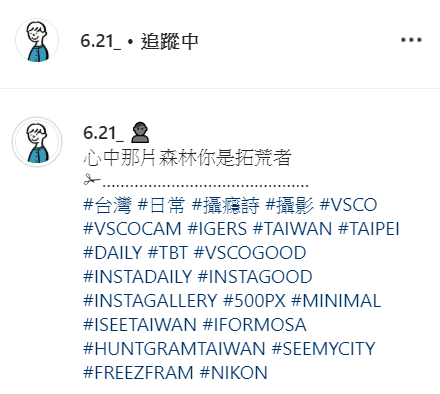 6.21_ • 追蹤中
6.21_
心中那片森林你是拓荒者
✃.............................................
#台灣 #日常 #攝癮詩 #攝影 #VSCO
#VSCOCAM #IGERS #TAIWAN #TAIPEI
#DAILY #TBT #VSCOGOOD
#INSTADAILY #INSTAGOOD
#INSTAGALLERY #500PX #MINIMAL
#ISEETAIWAN #IFORMOSA
#HUNTGRAMTAIWAN #SEEMYCITY
#FREEZFRAM #NIKON